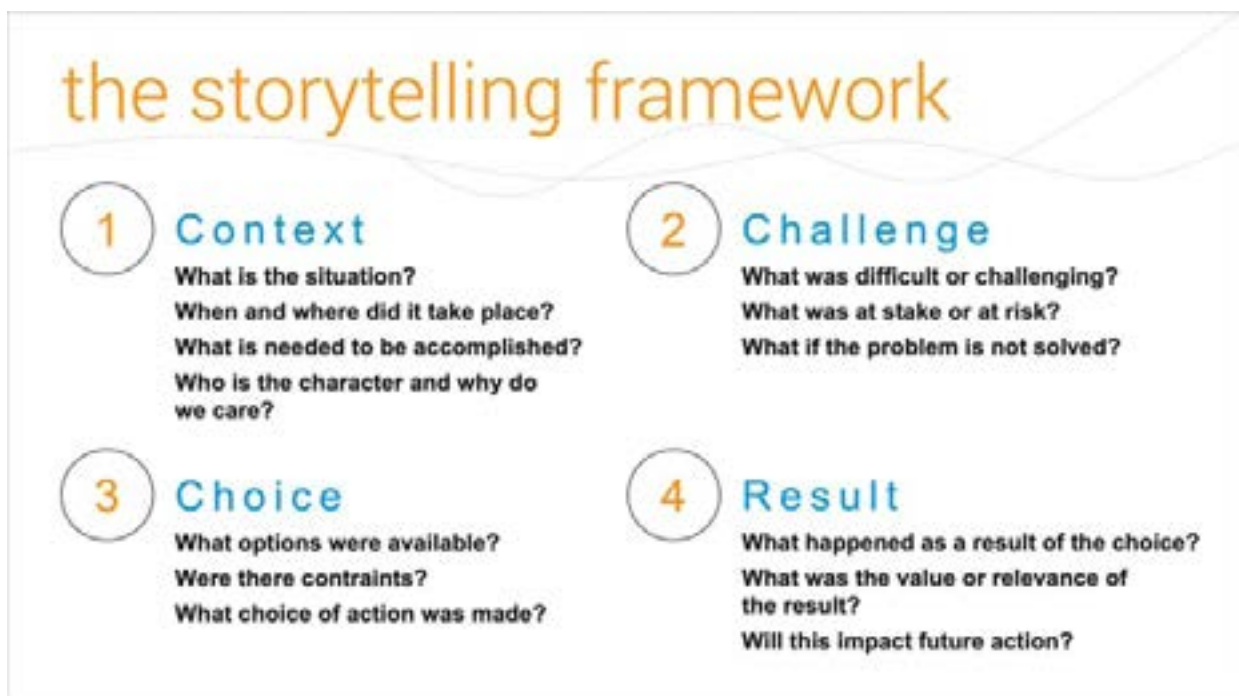 the storytelling framework
1
Context
What is the situation?
When and where did it take place?
What is needed to be accomplished?
Who is the character and why do
we care?
2
Challenge
What was difficult or challenging?
What was at stake or at risk?
What if the problem is not solved?
3
Choice
What options were available?
Were there contraints?
What choice of action was made?
4
Result
What happened as a result of the choice?
What was the value or relevance of
the result?
Will this impact future action?